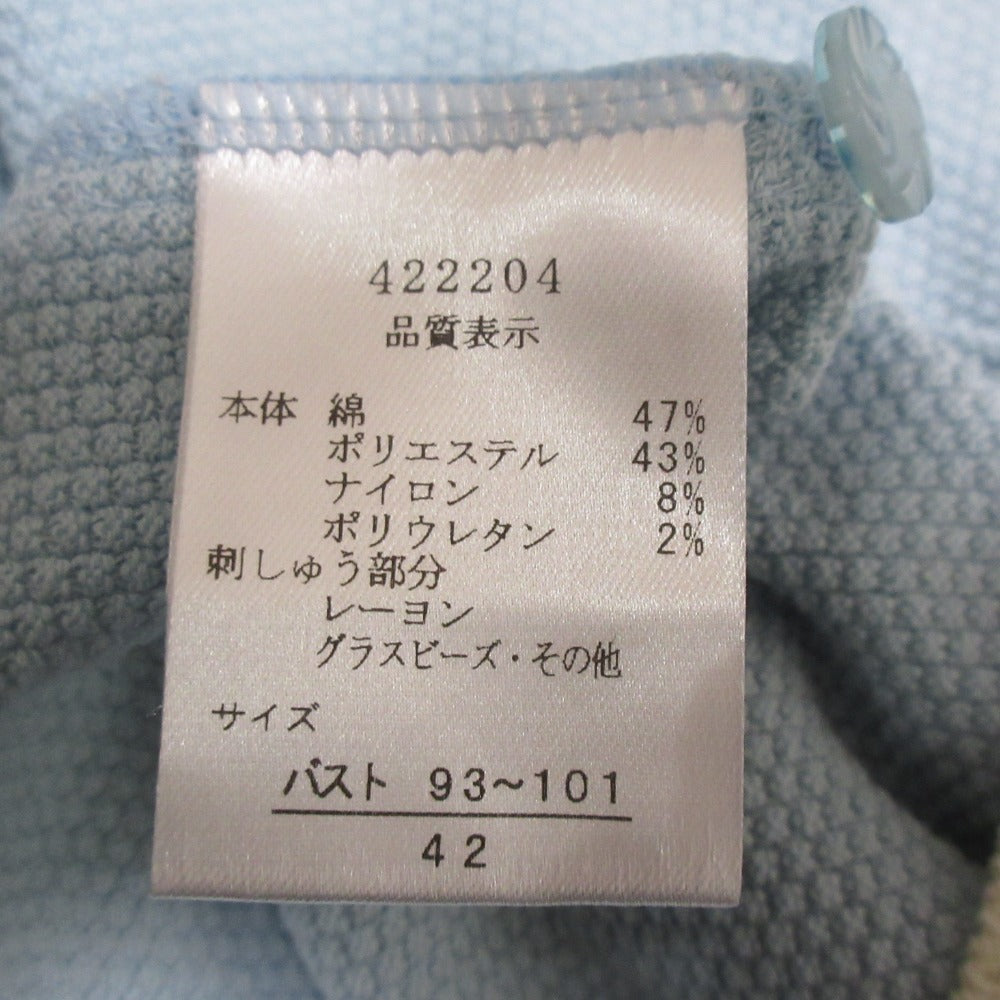 422204
品質表示
本体 綿 47%
ポリエステル 43%
ナイロン 8%
ポリウレタン 2%
刺しゅう部分
レーヨン
グラスビーズ・その他
サイズ
バスト 93~101
42